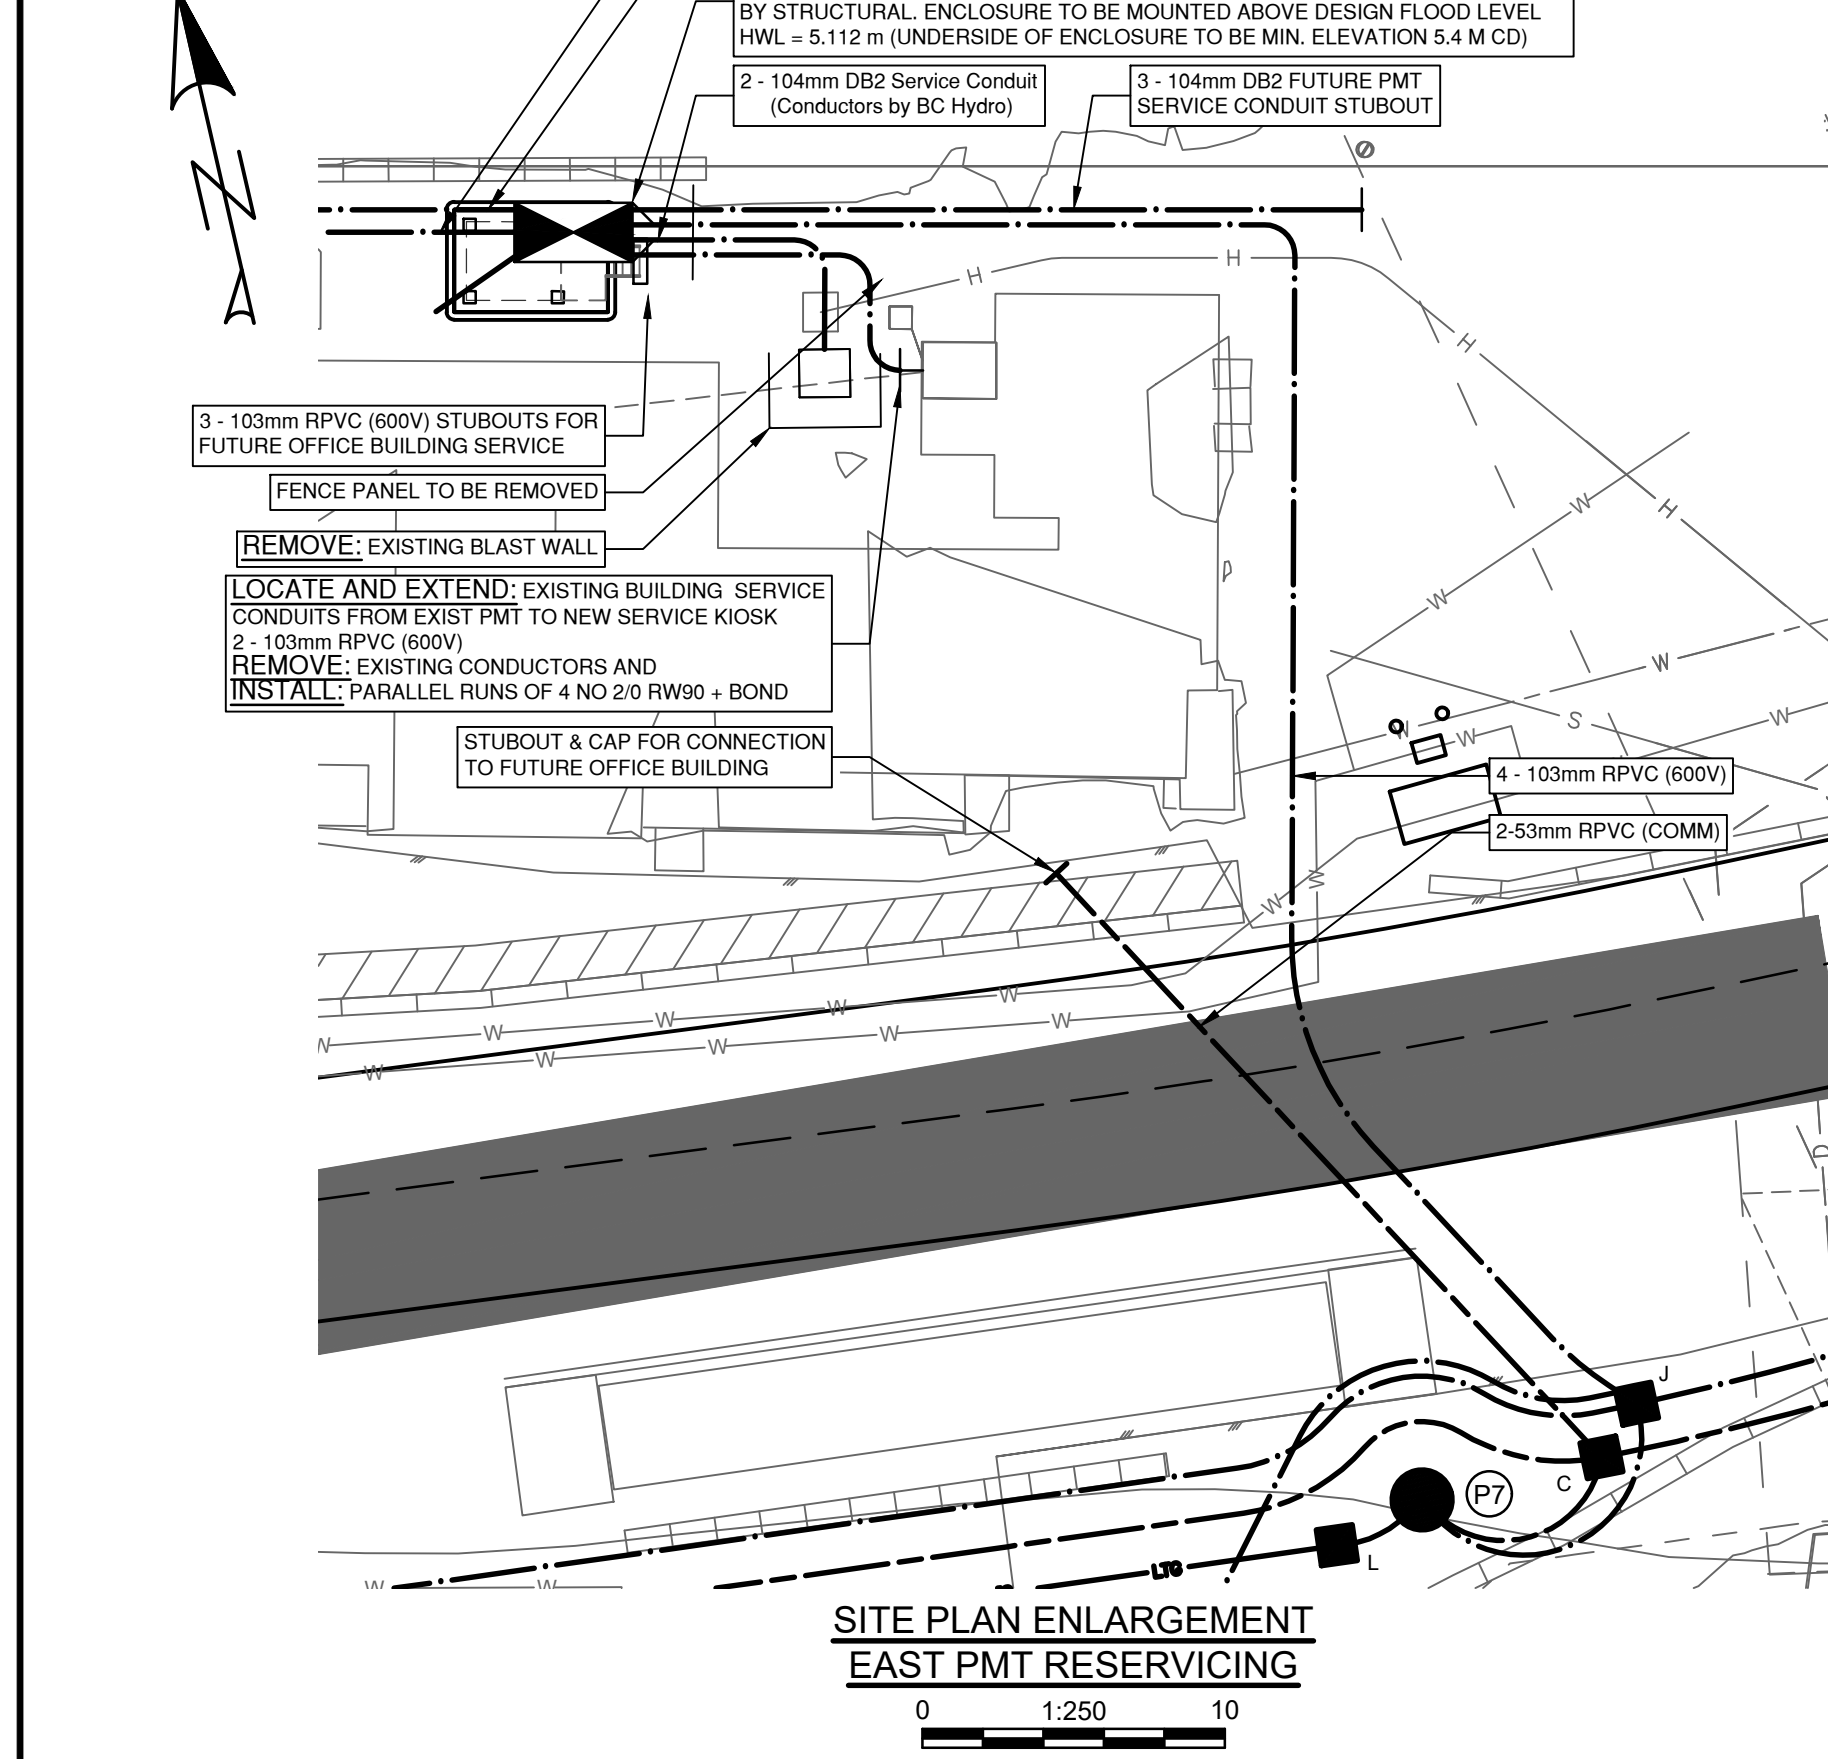 BY STRUCTURAL. ENCLOSURE TO BE MOUNTED ABOVE DESIGN FLOOD LEVEL
HWL = 5.112 m (UNDERSIDE OF ENCLOSURE TO BE MIN. ELEVATION 5.4 M CD)
2 - 104mm DB2 Service Conduit
(Conductors by BC Hydro)
3 - 104mm DB2 FUTURE PMT
SERVICE CONDUIT STUBOUT
N
H
H
H
H
3 - 103mm RPVC (600V) STUBOUTS FOR
FUTURE OFFICE BUILDING SERVICE
FENCE PANEL TO BE REMOVED
REMOVE: EXISTING BLAST WALL
LOCATE AND EXTEND: EXISTING BUILDING SERVICE
CONDUITS FROM EXIST PMT TO NEW SERVICE KIOSK
2 - 103mm RPVC (600V)
REMOVE: EXISTING CONDUCTORS AND
INSTALL: PARALLEL RUNS OF 4 NO 2/0 RW90 + BOND
W
W
W
W
S
W
W
STUBOUT & CAP FOR CONNECTION
TO FUTURE OFFICE BUILDING
4 - 103mm RPVC (600V)
2-53mm RPVC (COMM)
W
W
W
W
W
W
W
W
W
W
W
W
D
J
C
P7
L
LTG
W
W
SITE PLAN ENLARGEMENT
EAST PMT RESERVICING
0 1:250 10